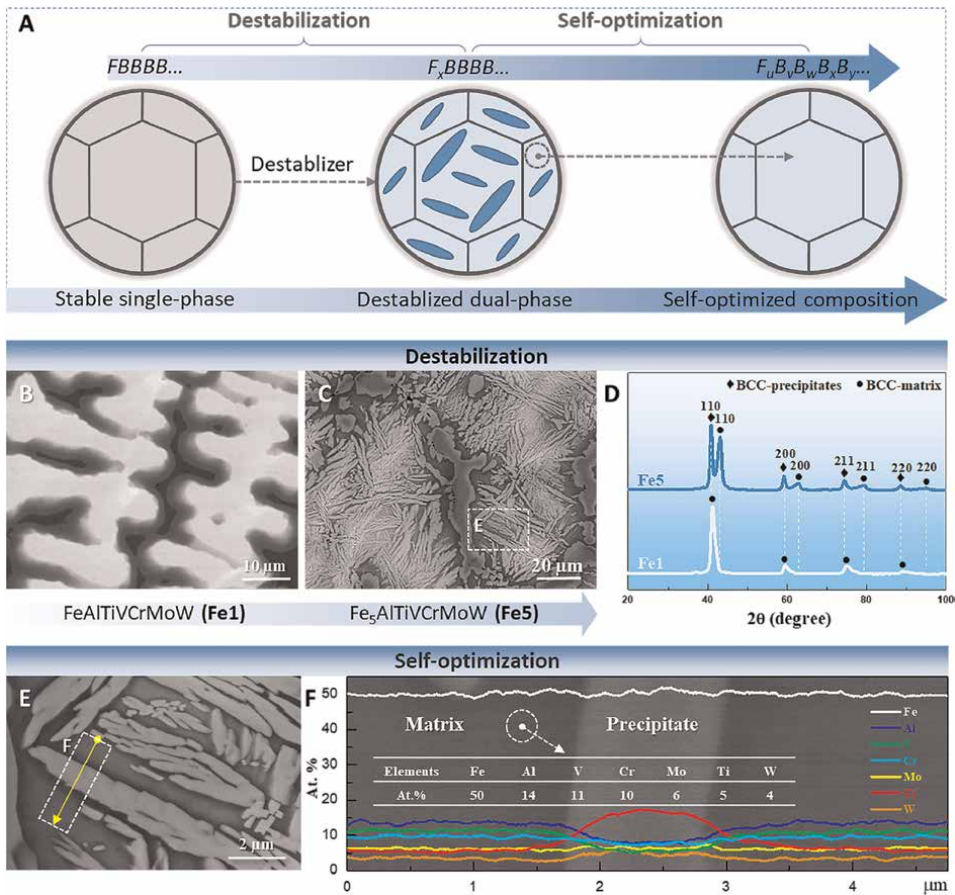 A
Destabilization
Self-optimization
FBBBB...
FₓBBBB...
FᵤBᵥB_wBₓB_y...
Destablizer
Stable single-phase
Destablized dual-phase
Self-optimized composition
Destabilization
B
10 μm
C
E
20 μm
D
BCC-precipitates
BCC-matrix
110
110
200
200
211
211
220
220
Fe5
Fe1
20 40 60 80 100
2θ (degree)
FeAlTiVCrMoW (Fe1)
Fe₅AlTiVCrMoW (Fe5)
Self-optimization
E
F
2 μm
F
At. %
50
40
30
20
10
0
Matrix
Precipitate
Elements Fe Al V Cr Mo Ti W
At.% 50 14 11 10 6 5 4
Fe
Al
Cr
Mo
W
0 1 2 3 4 μm